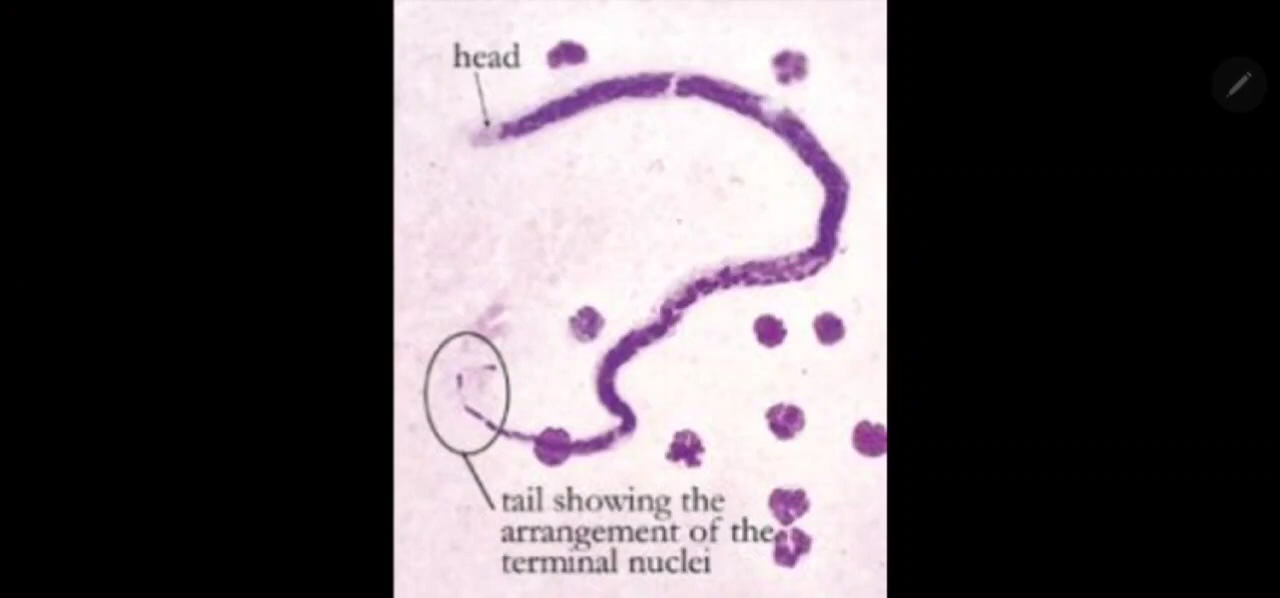 head
tail showing the
arrangement of the
terminal nuclei